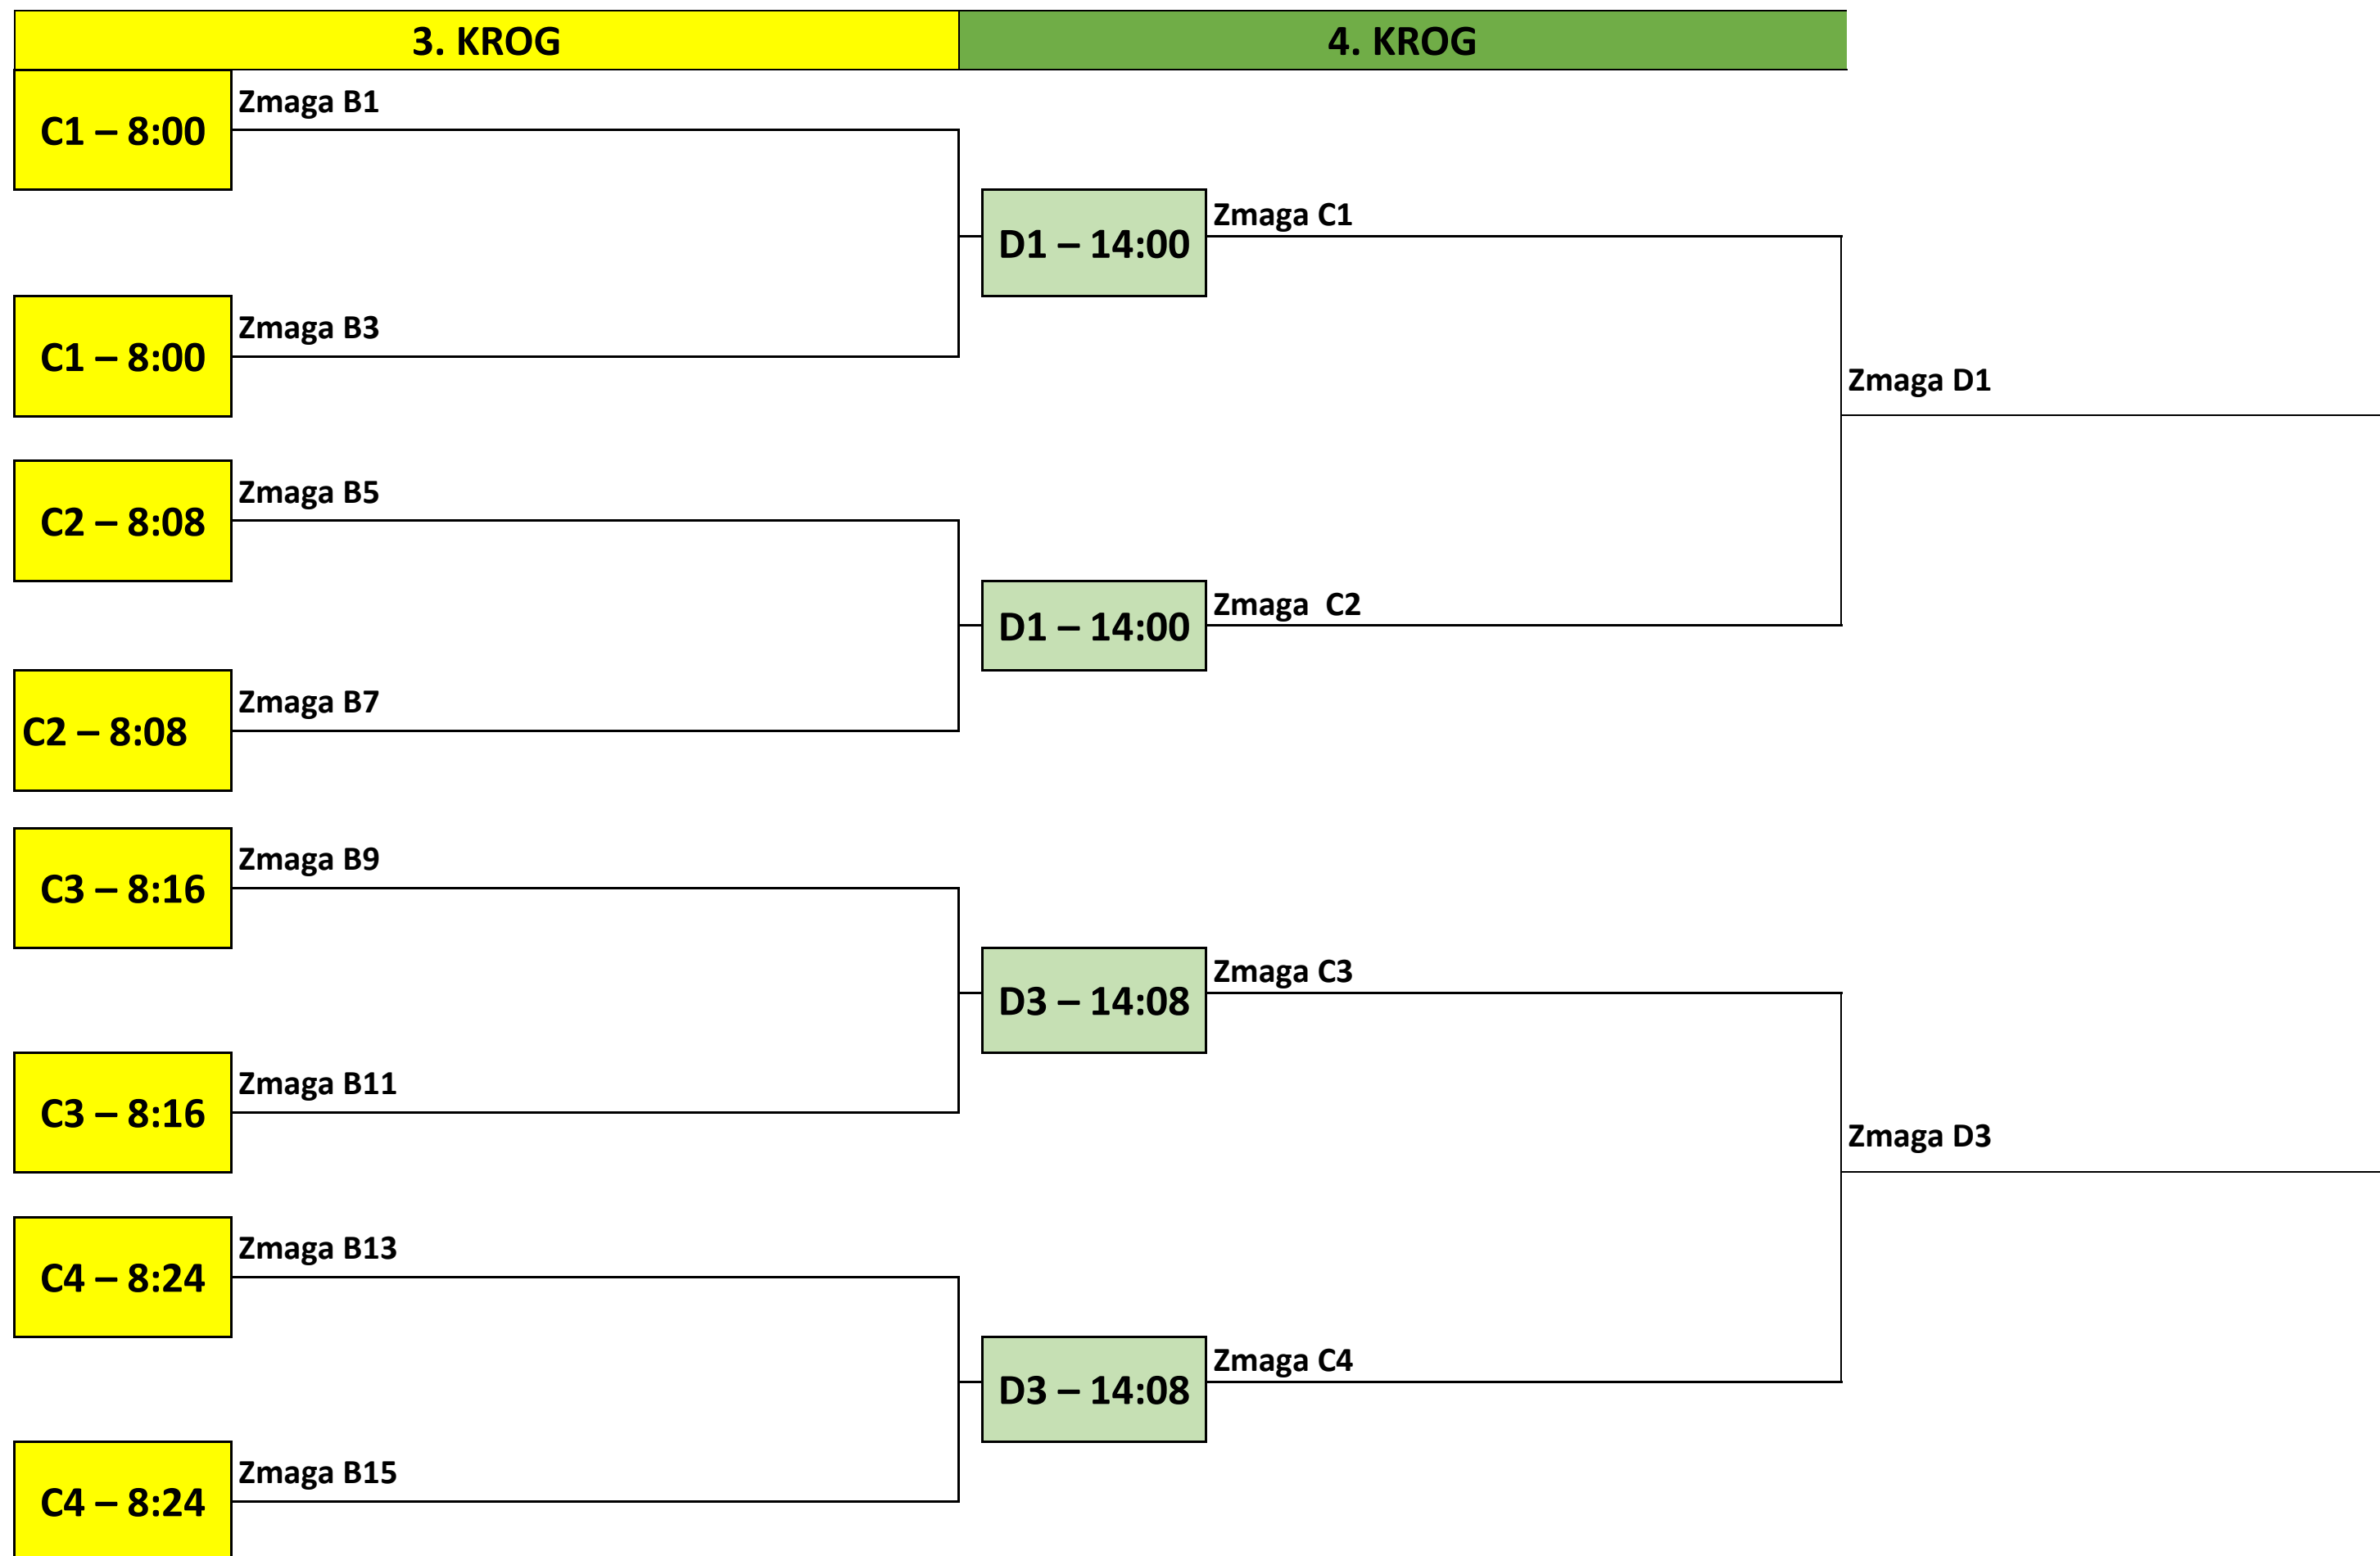 3. KROG
4. KROG
C1 – 8:00
Zmaga B1
D1 – 14:00
Zmaga C1
C1 – 8:00
Zmaga B3
Zmaga D1
C2 – 8:08
Zmaga B5
D1 – 14:00
Zmaga  C2
C2 – 8:08
Zmaga B7
C3 – 8:16
Zmaga B9
D3 – 14:08
Zmaga C3
C3 – 8:16
Zmaga B11
Zmaga D3
C4 – 8:24
Zmaga B13
D3 – 14:08
Zmaga C4
C4 – 8:24
Zmaga B15